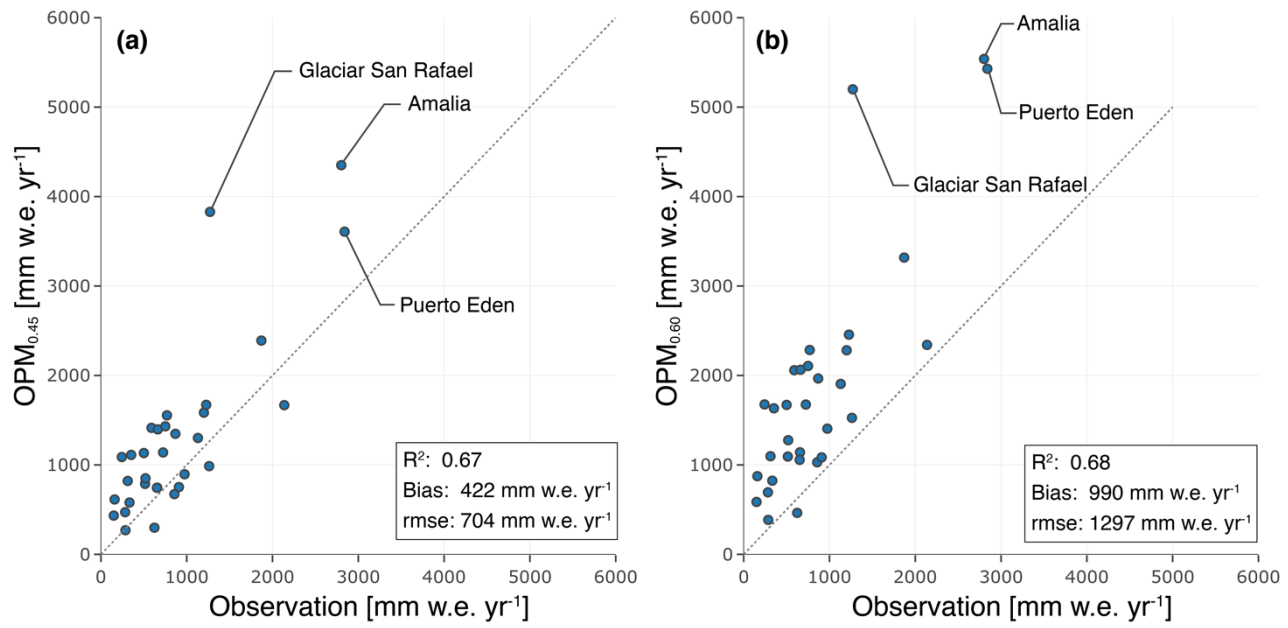 (a)
6000
5000
4000
3000
2000
1000
0
OPM0.45 [mm w.e. yr-1]
Glaciar San Rafael
Amalia
Puerto Eden
R2: 0.67
Bias: 422 mm w.e. yr-1
rmse: 704 mm w.e. yr-1
0 1000 2000 3000 4000 5000 6000
Observation [mm w.e. yr-1]
(b)
6000
5000
4000
3000
2000
1000
0
OPM0.60 [mm w.e. yr-1]
Amalia
Puerto Eden
Glaciar San Rafael
R2: 0.68
Bias: 990 mm w.e. yr-1
rmse: 1297 mm w.e. yr-1
0 1000 2000 3000 4000 5000 6000
Observation [mm w.e. yr-1]